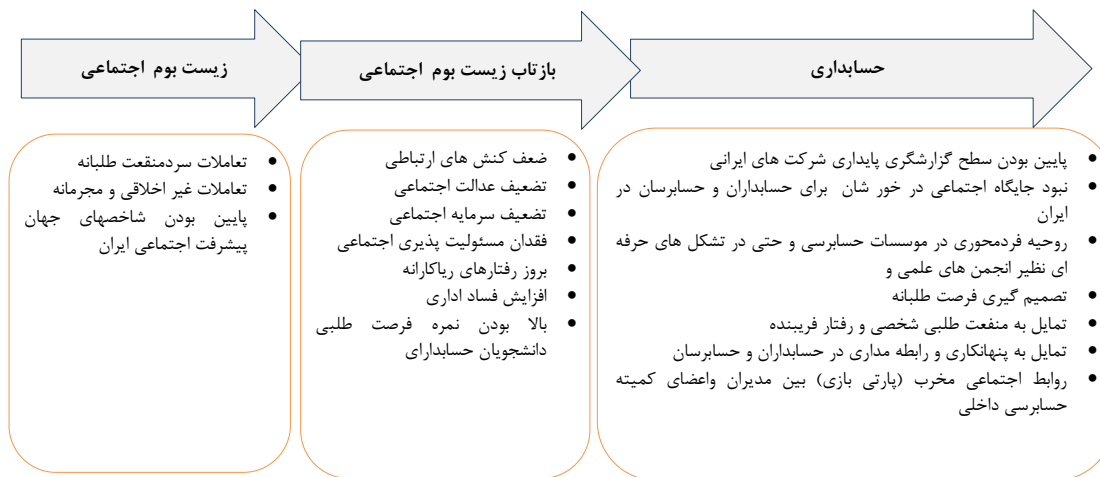 زیست بوم اجتماعی
بازتاب زیست بوم اجتماعی
حسابداری
• تعاملات سردمنقعت طلبانه
• تعاملات غیر اخلاقی و مجرمانه
• پایین بودن شاخصهای جهان
پیشرفت اجتماعی ایران
• ضعف کنش های ارتباطی
• تضعیف عدالت اجتماعی
• تضعیف سرمایه اجتماعی
• فقدان مسئولیت پذیری اجتماعی
• بروز رفتارهای ریاکارانه
• افزایش فساد اداری
• بالا بودن نمره فرصت طلبی
دانشجویان حسابدارای
• پایین بودن سطح گزارشگری پایداری شرکت های ایرانی
• نبود جایگاه اجتماعی در خور شان برای حسابداران و حسابرسان در
ایران
• روحیه فردمحوری در موسسات حسابرسی و حتی در تشکل های حرفه
ای نظیر انجمن های علمی و
• تصمیم گیری فرصت طلبانه
• تمایل به منفعت طلبی شخصی و رفتار فریبنده
• تمایل به پنهانکاری و رابطه مداری در حسابداران و حسابرسان
• روابط اجتماعی مخرب (پارتی بازی) بین مدیران واعضای کمیته
حسابرسی داخلی